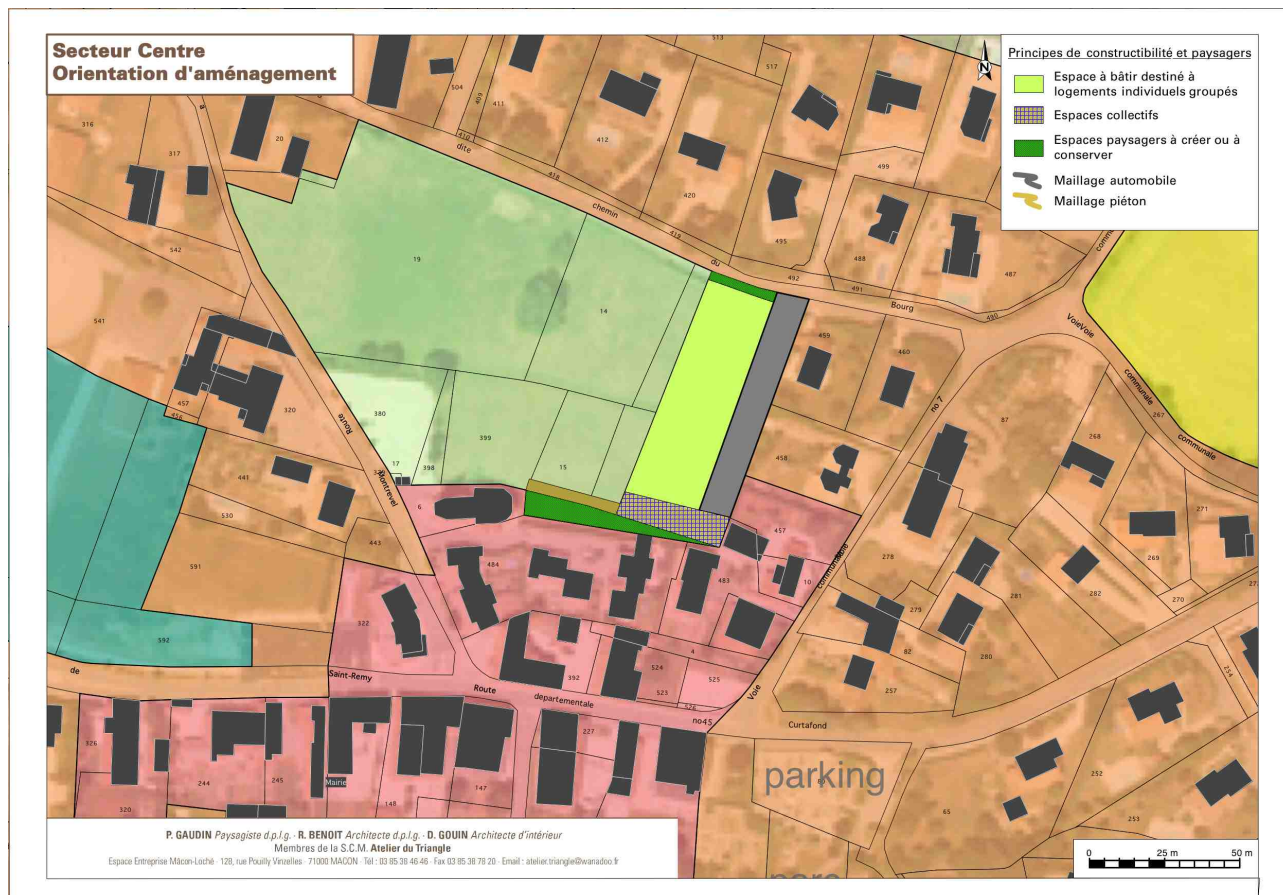 Secteur Centre
Orientation d'aménagement
Principes de constructibilité et paysagers
N
Espace à bâtir destiné à
logements individuels groupés
Espaces collectifs
Espaces paysagers à créer ou à
conserver
Maillage automobile
Maillage piéton
513
517
504
409
411
316
317
20
410
412
dite
418
499
420
chemin
542
419
495
488
487
19
du
492
491
Bourg
490
14
541
VoieVoie
459
460
communale
267
communale
no 7
87
268
457
456
320
Route
380
399
15
458
17
398
Montrevel
441
6
530
271
443
457
591
484
483
10
communale
278
269
282
270
281
279
322
592
82
280
4
de
Saint-Remy
524
254
392
523
525
257
Route
departementale
Voie
no45
Curtafond
326
227
244
245
Mairie
parking
252
147
148
65
320
253
parc
P. GAUDIN Paysagiste d.p.l.g. - R. BENOIT Architecte d.p.l.g. - D. GOUIN Architecte d'intérieur
Membres de la S.C.M. Atelier du Triangle
Espace Entreprise Mâcon-Loché - 128, rue Pouilly Vinzelles - 71000 MACON - Tél : 03 85 38 46 46 - Fax 03 85 38 78 20 - Email : atelier.triangle@wanadoo.fr
0 25 m 50 m